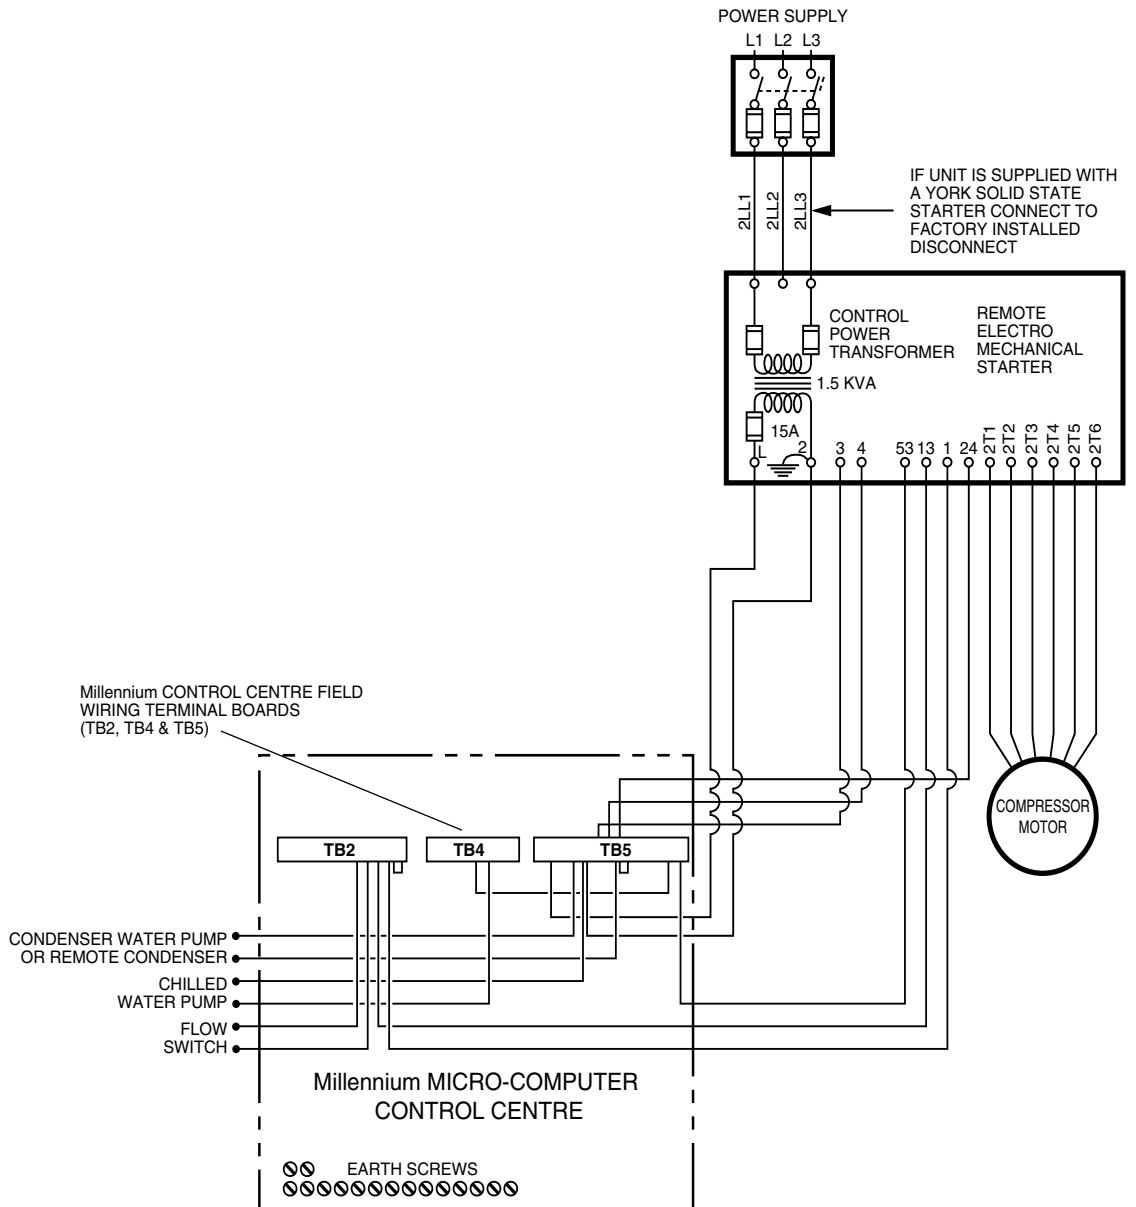 POWER SUPPLY
L1 L2 L3
2LL1
2LL2
2LL3
IF UNIT IS SUPPLIED WITH
A YORK SOLID STATE
STARTER CONNECT TO
FACTORY INSTALLED
DISCONNECT
CONTROL
POWER
TRANSFORMER
1.5 KVA
REMOTE
ELECTRO
MECHANICAL
STARTER
15A
L 2 3 4 53 13 1 24
2T1
2T2
2T3
2T4
2T5
2T6
Millennium CONTROL CENTRE FIELD
WIRING TERMINAL BOARDS
(TB2, TB4 & TB5)
COMPRESSOR
MOTOR
TB2 TB4 TB5
CONDENSER WATER PUMP
OR REMOTE CONDENSER
CHILLED
WATER PUMP
FLOW
SWITCH
Millennium MICRO-COMPUTER
CONTROL CENTRE
EARTH SCREWS